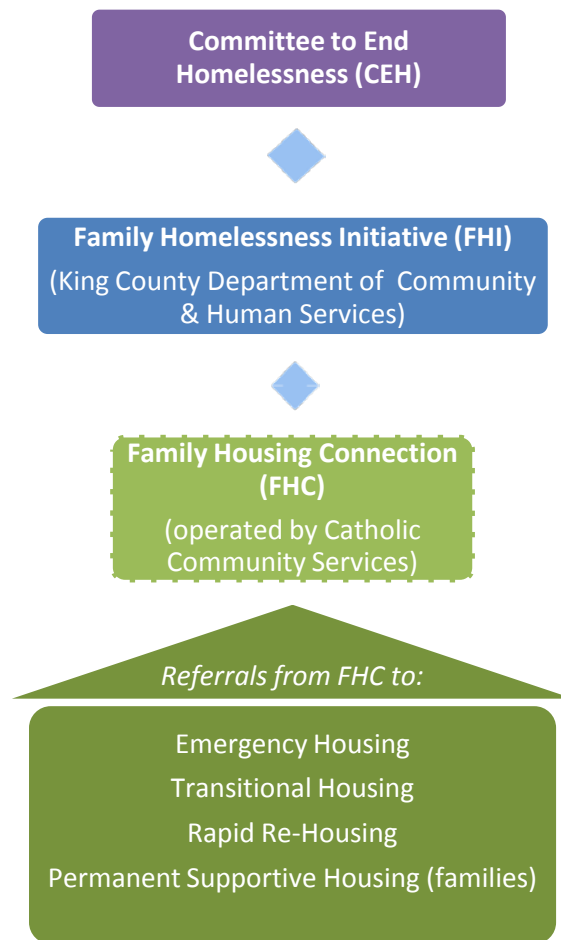 Committee to End
Homelessness (CEH)
Family Homelessness Initiative (FHI)
(King County Department of Community
& Human Services)
Family Housing Connection
(FHC)
(operated by Catholic
Community Services)
Referrals from FHC to:
Emergency Housing
Transitional Housing
Rapid Re-Housing
Permanent Supportive Housing (families)